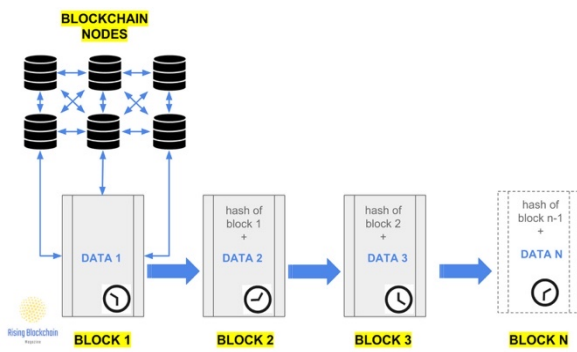 BLOCKCHAIN
NODES
hash of
block 1
+
hash of
block 2
+
hash of
block n-1
+
DATA 1
DATA 2
DATA 3
DATA N
Rising Blockchain
Magazine
BLOCK 1
BLOCK 2
BLOCK 3
BLOCK N